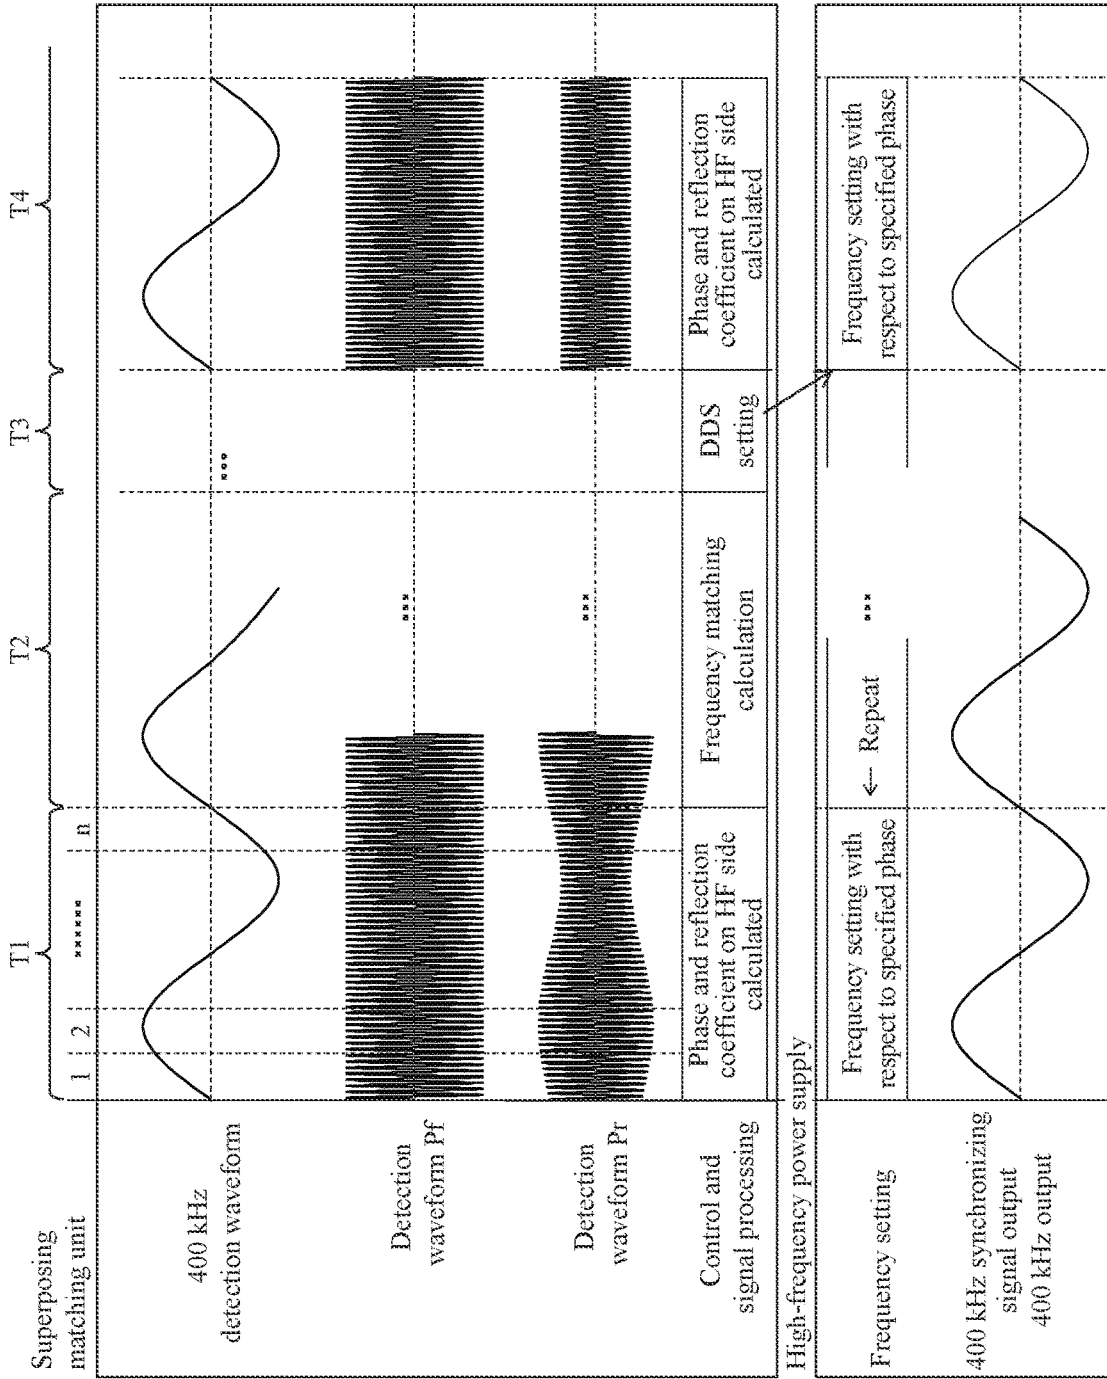 Superposing
matching unit
T1
T2
T3
T4
1
2
n
400 kHz
detection waveform
Detection
waveform Pf
Detection
waveform Pr
Control and
signal processing
Phase and reflection
coefficient on HF side
calculated
Frequency matching
calculation
DDS
setting
Phase and reflection
coefficient on HF side
calculated
High-frequency power supply
Frequency setting
Frequency setting with
respect to specified phase
← Repeat
Frequency setting with
respect to specified phase
400 kHz synchronizing
signal output
400 kHz output